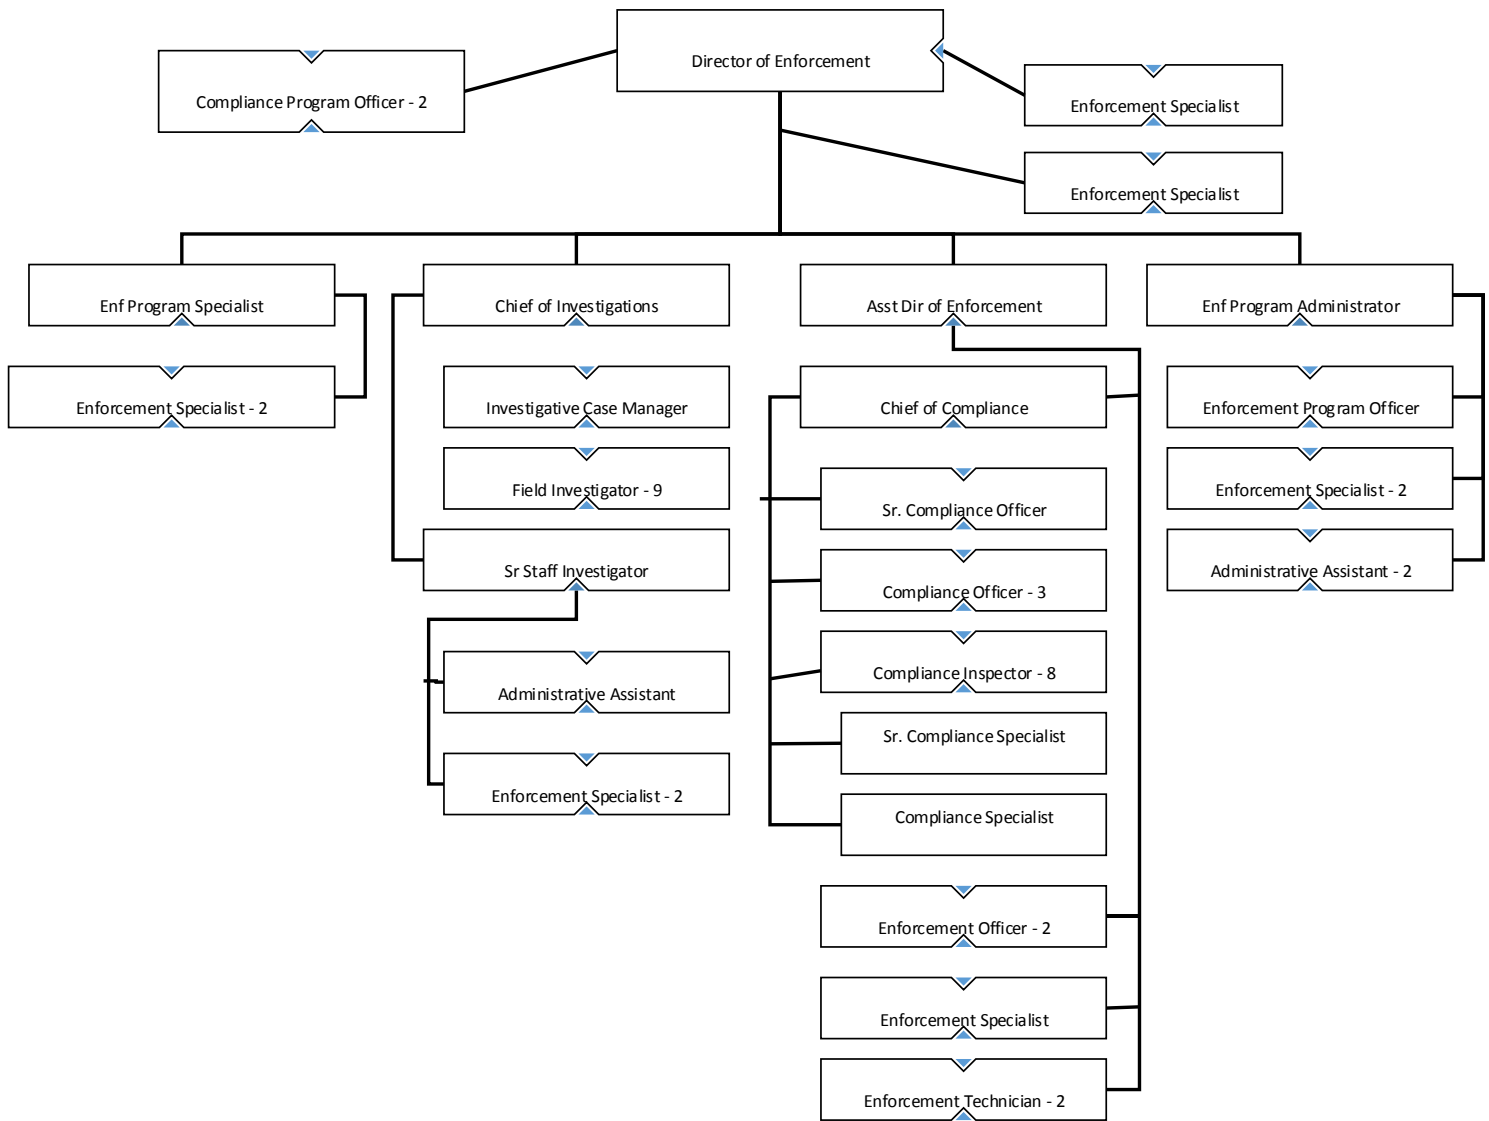 Director of Enforcement
Compliance Program Officer - 2
Enforcement Specialist
Enforcement Specialist
Enf Program Specialist
Enforcement Specialist - 2
Chief of Investigations
Investigative Case Manager
Field Investigator - 9
Sr Staff Investigator
Administrative Assistant
Enforcement Specialist - 2
Asst Dir of Enforcement
Chief of Compliance
Sr. Compliance Officer
Compliance Officer - 3
Compliance Inspector - 8
Sr. Compliance Specialist
Compliance Specialist
Enforcement Officer - 2
Enforcement Specialist
Enforcement Technician - 2
Enf Program Administrator
Enforcement Program Officer
Enforcement Specialist - 2
Administrative Assistant - 2